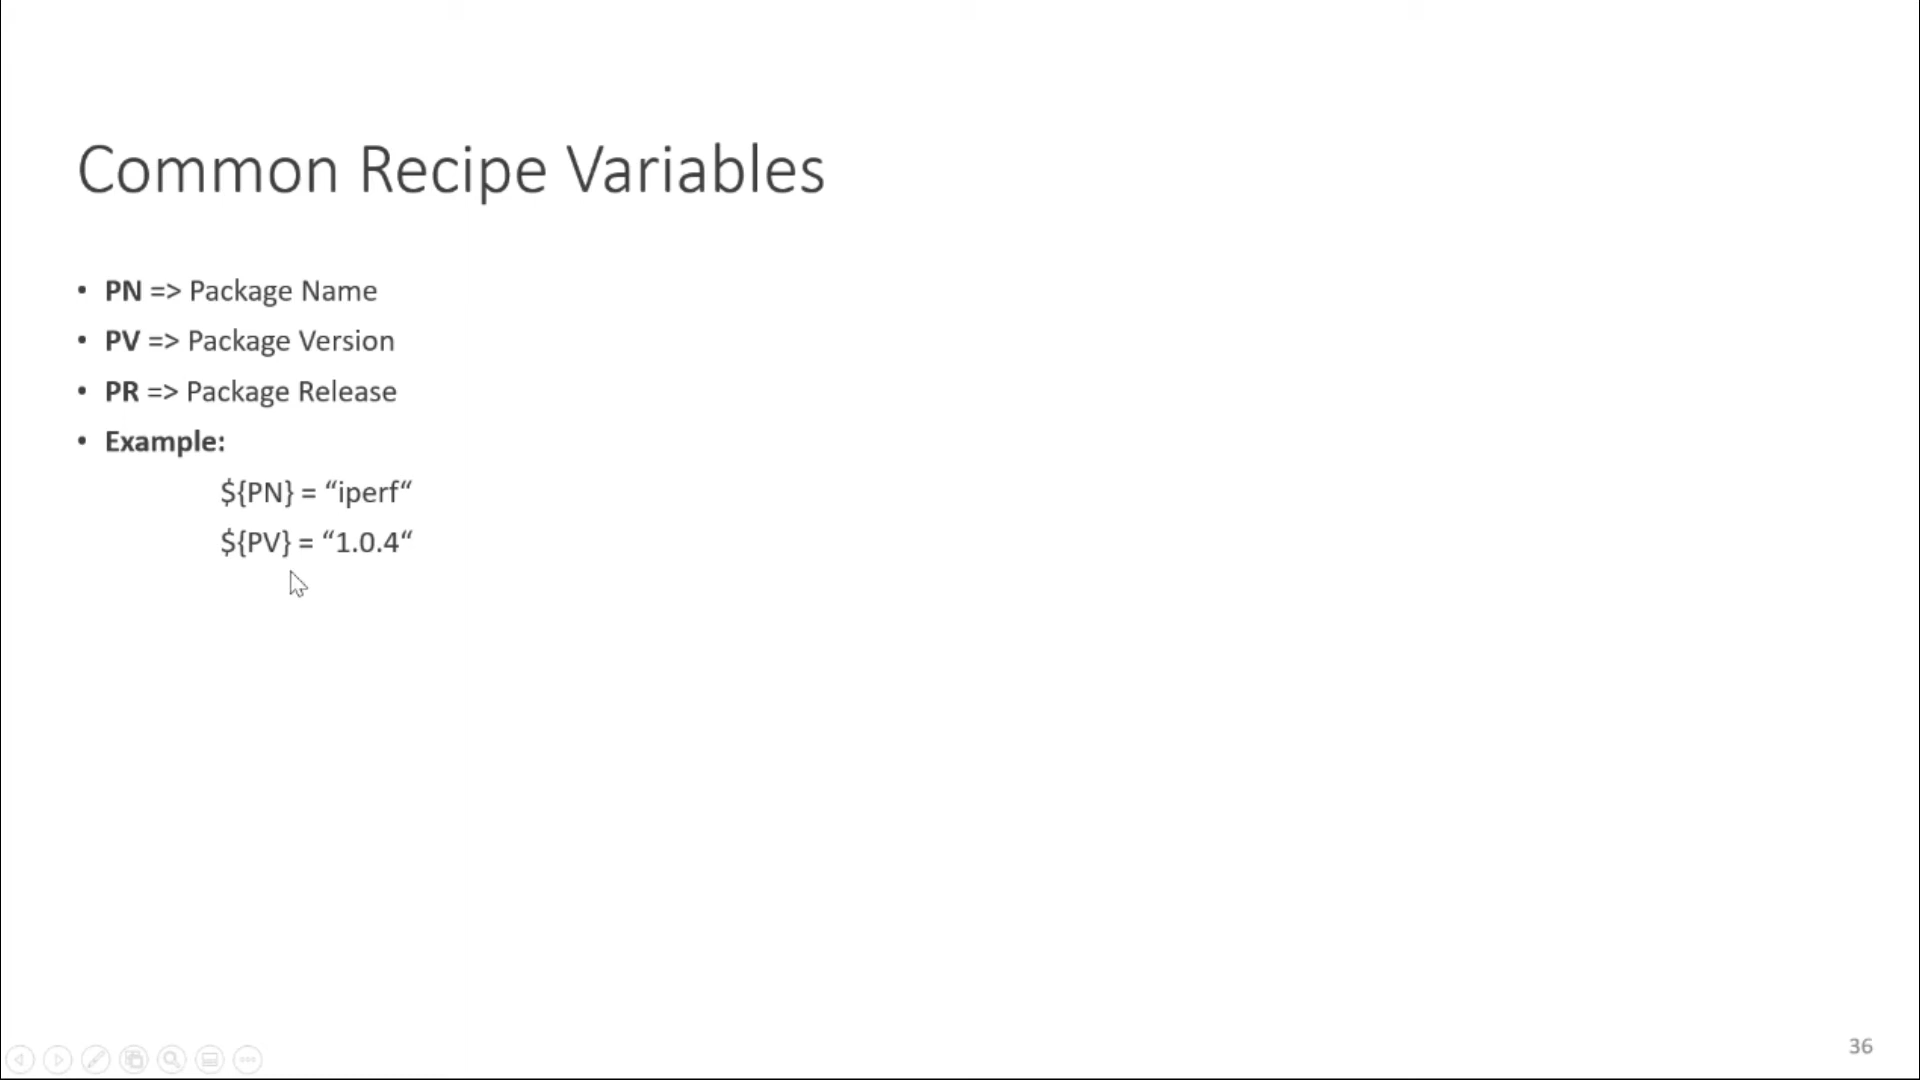 Common Recipe Variables
• PN => Package Name
• PV => Package Version
• PR => Package Release
• Example:
${PN} = “iperf“
${PV} = “1.0.4“
36